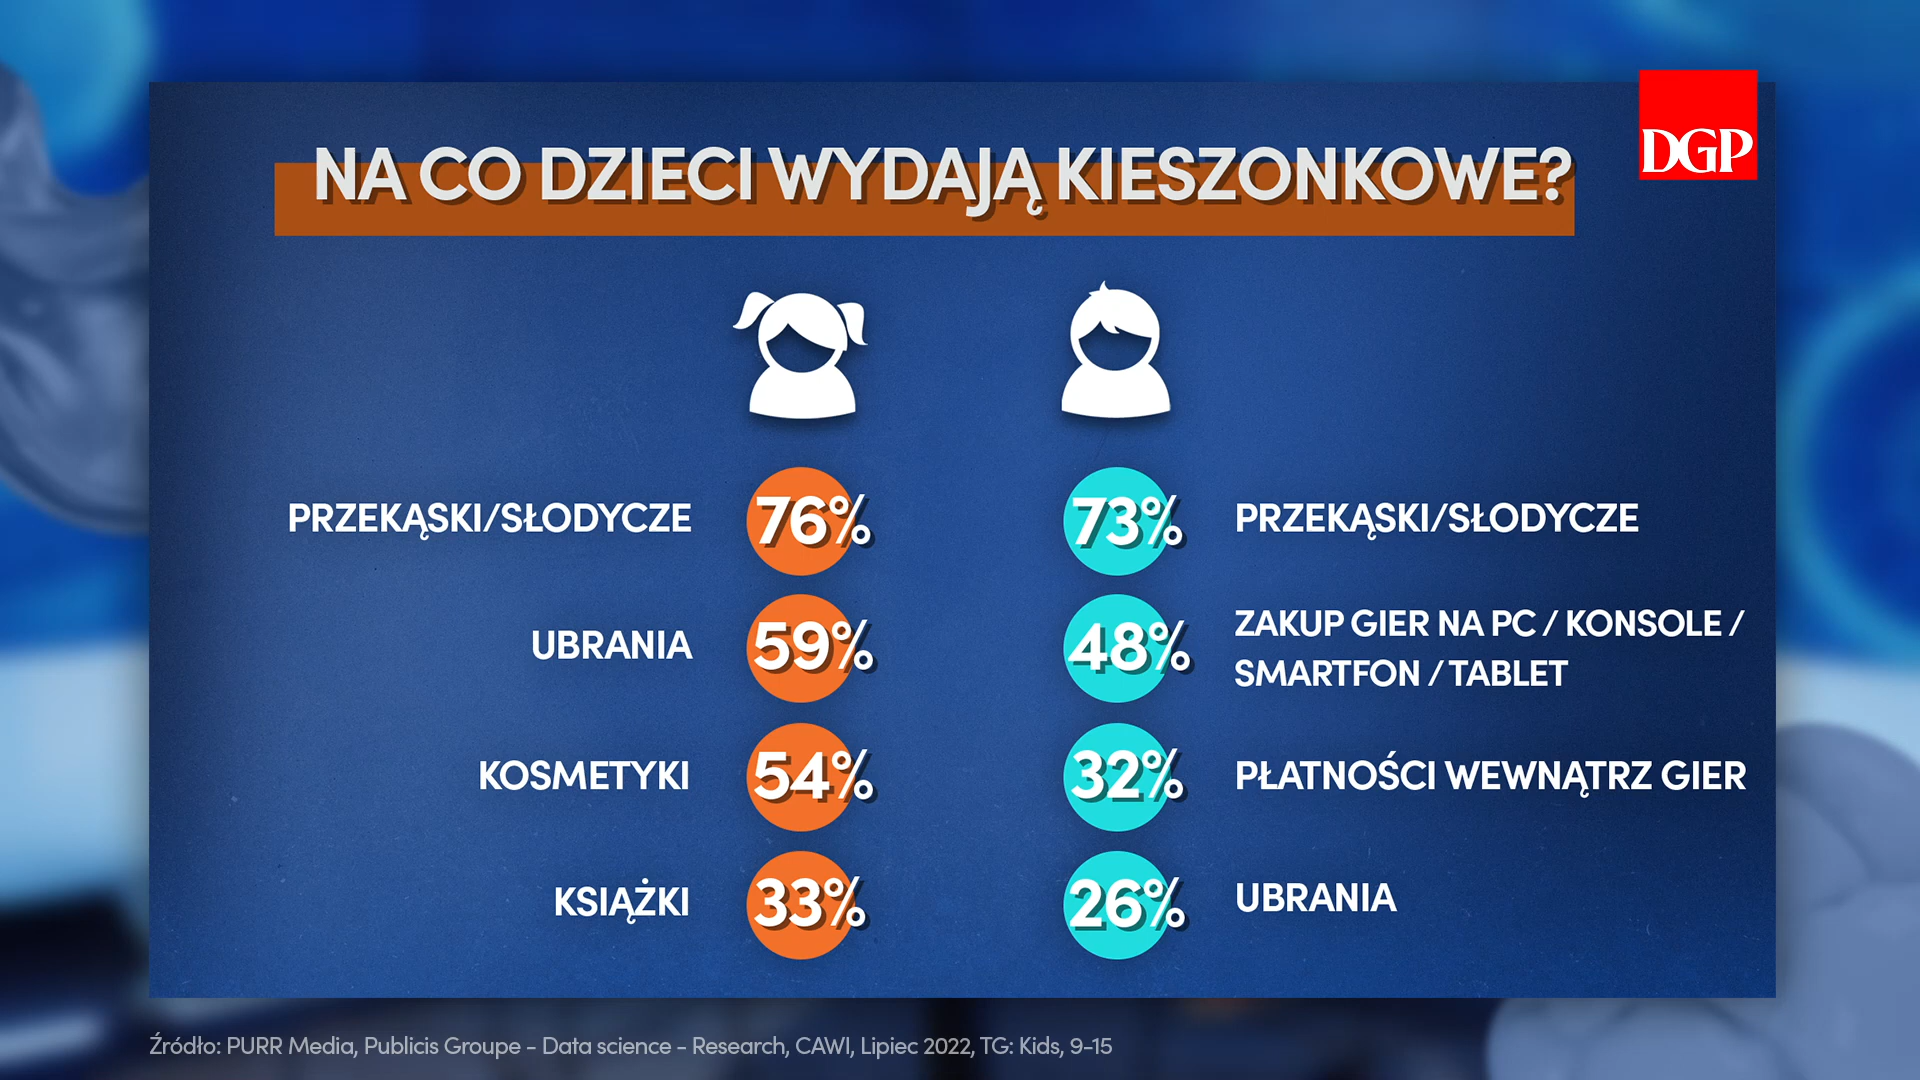 NA CO DZIECI WYDAJĄ KIESZONKOWE?
DGP
PRZEKĄSKI/SŁODYCZE 76% 73% PRZEKĄSKI/SŁODYCZE
UBRANIA 59% 48% ZAKUP GIER NA PC / KONSOLE /
SMARTFON / TABLET
KOSMETYKI 54% 32% PŁATNOŚCI WEWNĄTRZ GIER
KSIĄŻKI 33% 26% UBRANIA
Źródło: PURR Media, Publicis Groupe - Data science - Research, CAWI, Lipiec 2022, TG: Kids, 9-15